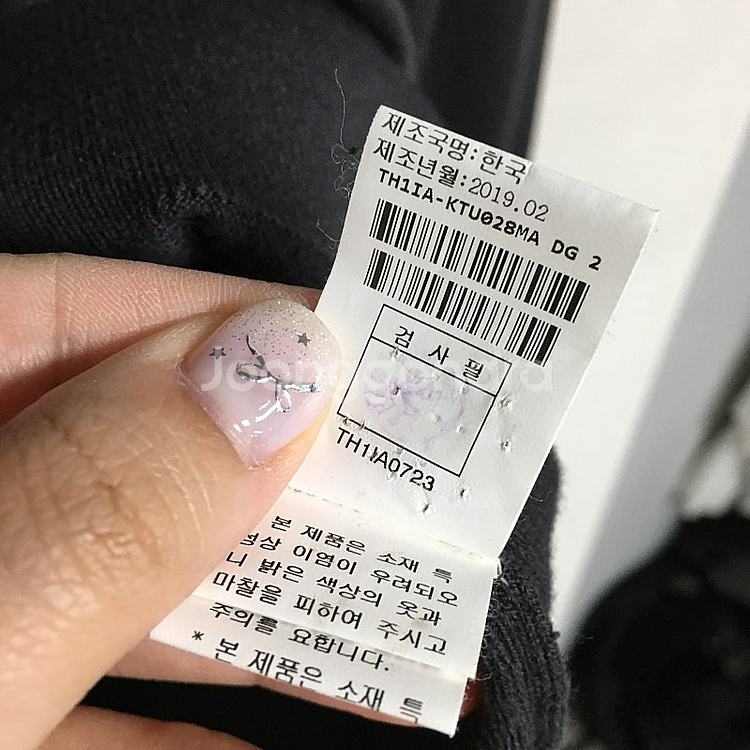 제조국명:한국
제조년월:2019.02
TH1IA-KTU028MA DG 2
검 사 필
TH1IA0723
본 제품은 소재 특
성상 이염이 우려되오
니 밝은 색상의 옷과
마찰을 피하여 주시고
주의를 요합니다.
* 본 제품은 소재 특
Joonggonara